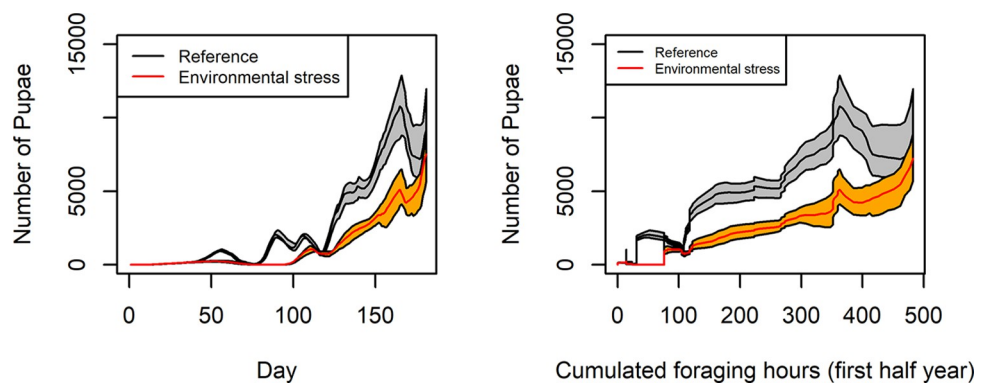 Number of Pupae
15000
5000
0
Reference
Environmental stress
0 50 100 150
Day
Number of Pupae
15000
5000
0
Reference
Environmental stress
0 100 200 300 400 500
Cumulated foraging hours (first half year)